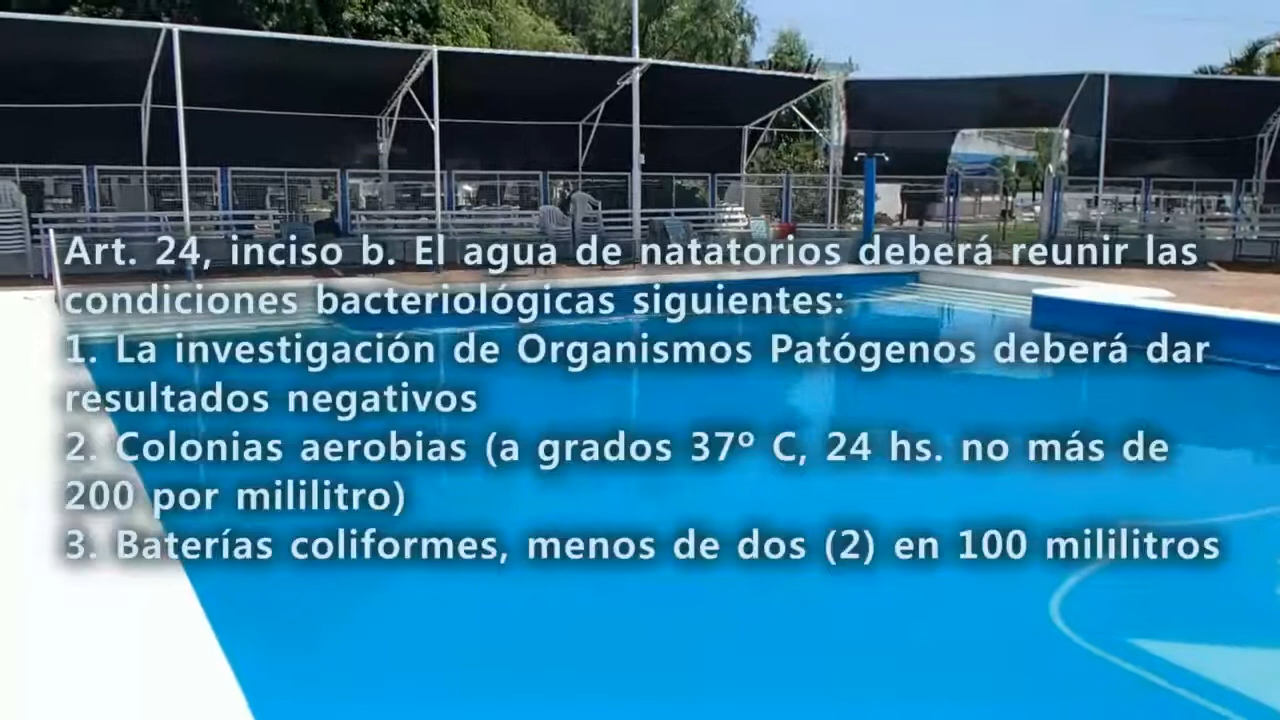 Art. 24, inciso b. El agua de natatorios deberá reunir las
condiciones bacteriológicas siguientes:
1. La investigación de Organismos Patógenos deberá dar
resultados negativos
2. Colonias aerobias (a grados 37º C, 24 hs. no más de
200 por mililitro)
3. Baterías coliformes, menos de dos (2) en 100 mililitros